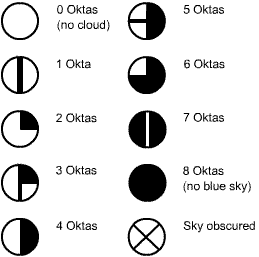 0 Oktas
(no cloud)
1 Okta
2 Oktas
3 Oktas
4 Oktas
5 Oktas
6 Oktas
7 Oktas
8 Oktas
(no blue sky)
Sky obscured